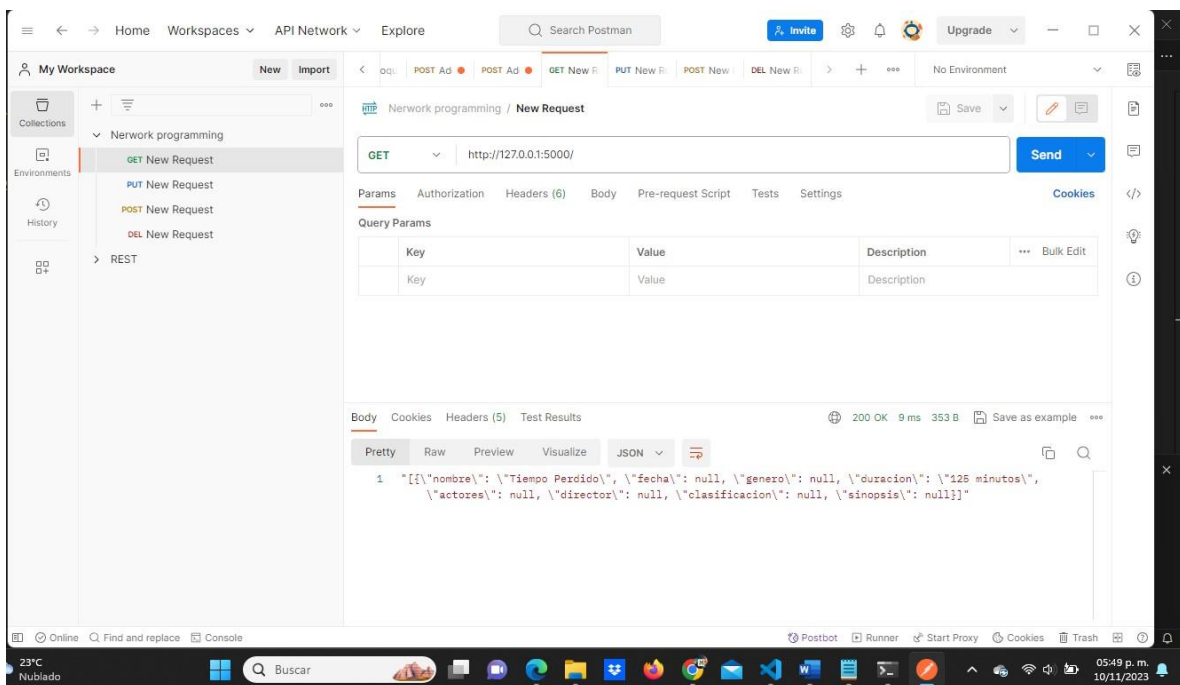 Home Workspaces API Network Explore Search Postman Invite Upgrade
My Workspace New Import POST Ad POST Ad GET New R PUT New R POST New DEL New R No Environment
Collections
Environments
History
Nerwork programming
GET New Request
PUT New Request
POST New Request
DEL New Request
REST
HTTP Nerwork programming / New Request Save
GET http://127.0.0.1:5000/ Send
Params Authorization Headers (6) Body Pre-request Script Tests Settings Cookies
Query Params
Key Value Description Bulk Edit
Key Value Description
Body Cookies Headers (5) Test Results 200 OK 9 ms 353 B Save as example
Pretty Raw Preview Visualize JSON
1 "[{\"nombre\": \"Tiempo Perdido\", \"fecha\": null, \"genero\": null, \"duracion\": \"125 minutos\",
\"actores\": null, \"director\": null, \"clasificacion\": null, \"sinopsis\": null}]"
Online Find and replace Console Postbot Runner Start Proxy Cookies Trash
23°C
Nublado
Buscar
05:49 p. m.
10/11/2023